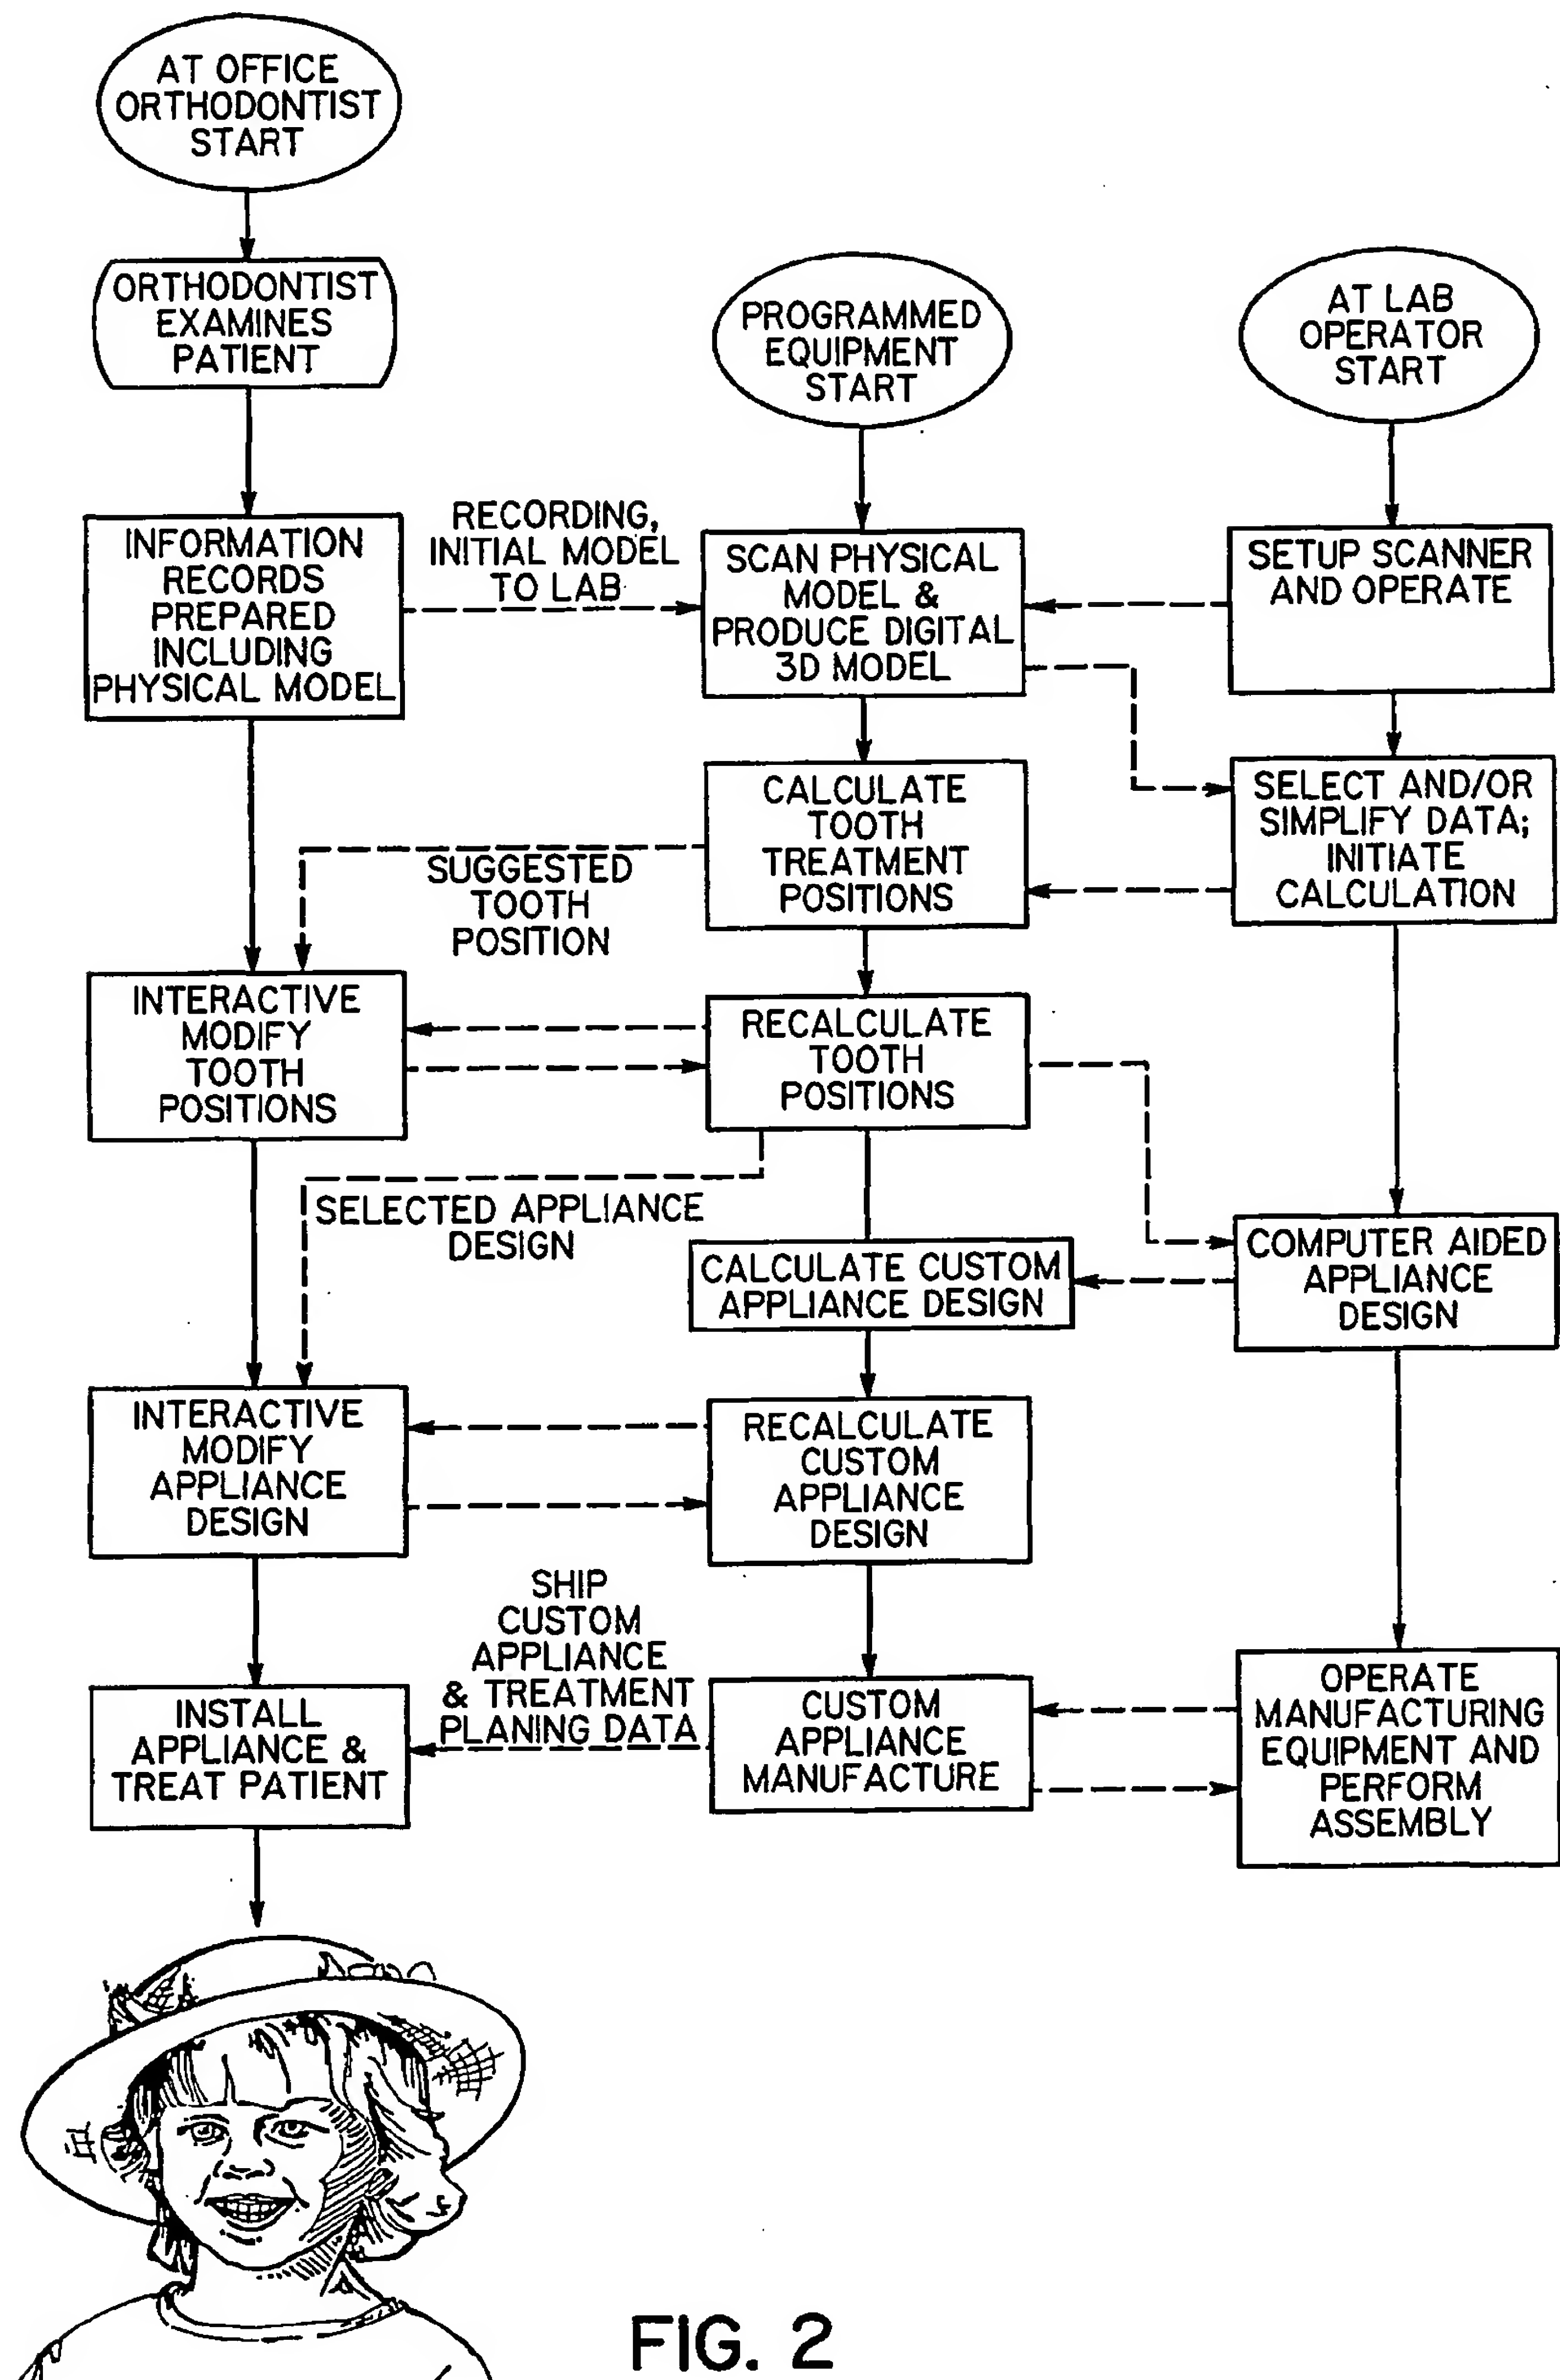 AT OFFICE
ORTHODONTIST
START
ORTHODONTIST
EXAMINES
PATIENT
PROGRAMMED
EQUIPMENT
START
AT LAB
OPERATOR
START
INFORMATION
RECORDS
PREPARED
INCLUDING
PHYSICAL MODEL
RECORDING,
INITIAL MODEL
TO LAB
SCAN PHYSICAL
MODEL &
PRODUCE DIGITAL
3D MODEL
SETUP SCANNER
AND OPERATE
CALCULATE
TOOTH
TREATMENT
POSITIONS
SELECT AND/OR
SIMPLIFY DATA;
INITIATE
CALCULATION
SUGGESTED
TOOTH
POSITION
INTERACTIVE
MODIFY
TOOTH
POSITIONS
RECALCULATE
TOOTH
POSITIONS
SELECTED APPLIANCE
DESIGN
CALCULATE CUSTOM
APPLIANCE DESIGN
COMPUTER AIDED
APPLIANCE
DESIGN
INTERACTIVE
MODIFY
APPLIANCE
DESIGN
RECALCULATE
CUSTOM
APPLIANCE
DESIGN
SHIP
CUSTOM
APPLIANCE
& TREATMENT
PLANING DATA
INSTALL
APPLIANCE &
TREAT PATIENT
CUSTOM
APPLIANCE
MANUFACTURE
OPERATE
MANUFACTURING
EQUIPMENT AND
PERFORM
ASSEMBLY
FIG. 2